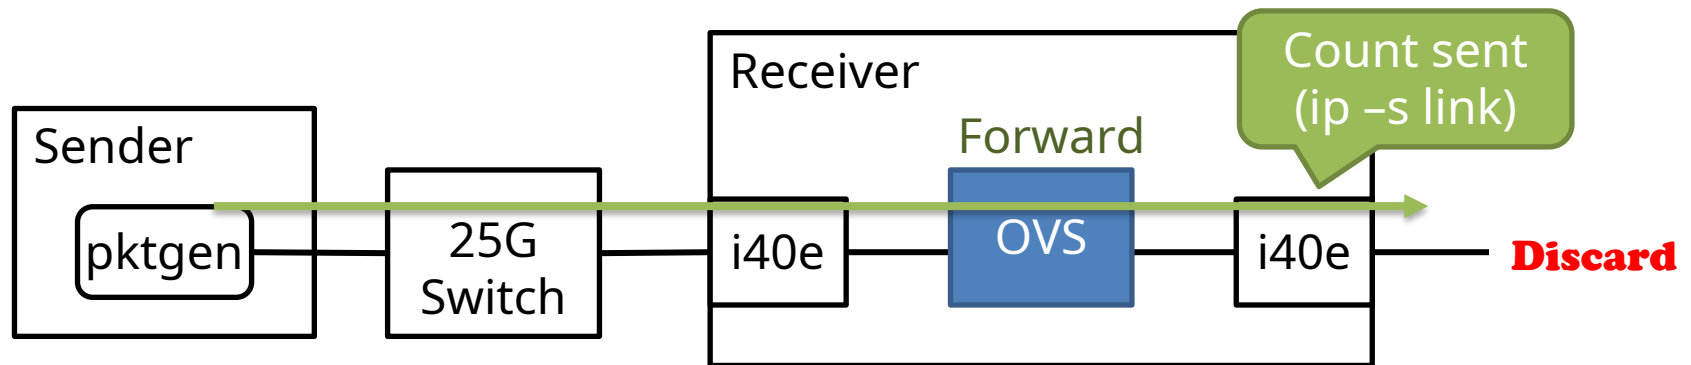 Sender
pktgen
25G
Switch
Receiver
i40e
Forward
OVS
Count sent
(ip –s link)
i40e
Discard